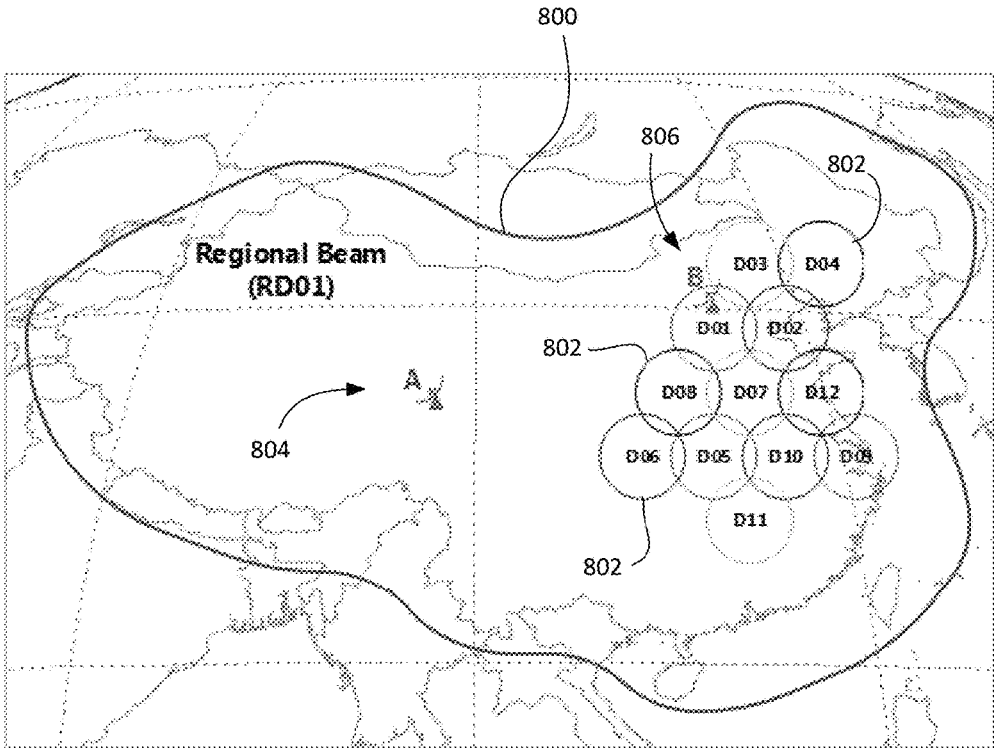 800
806
802
Regional Beam
(RD01)
D03
D04
B
D01
D02
802
A
D08
D07
D12
804
D06
D05
D10
D09
D11
802